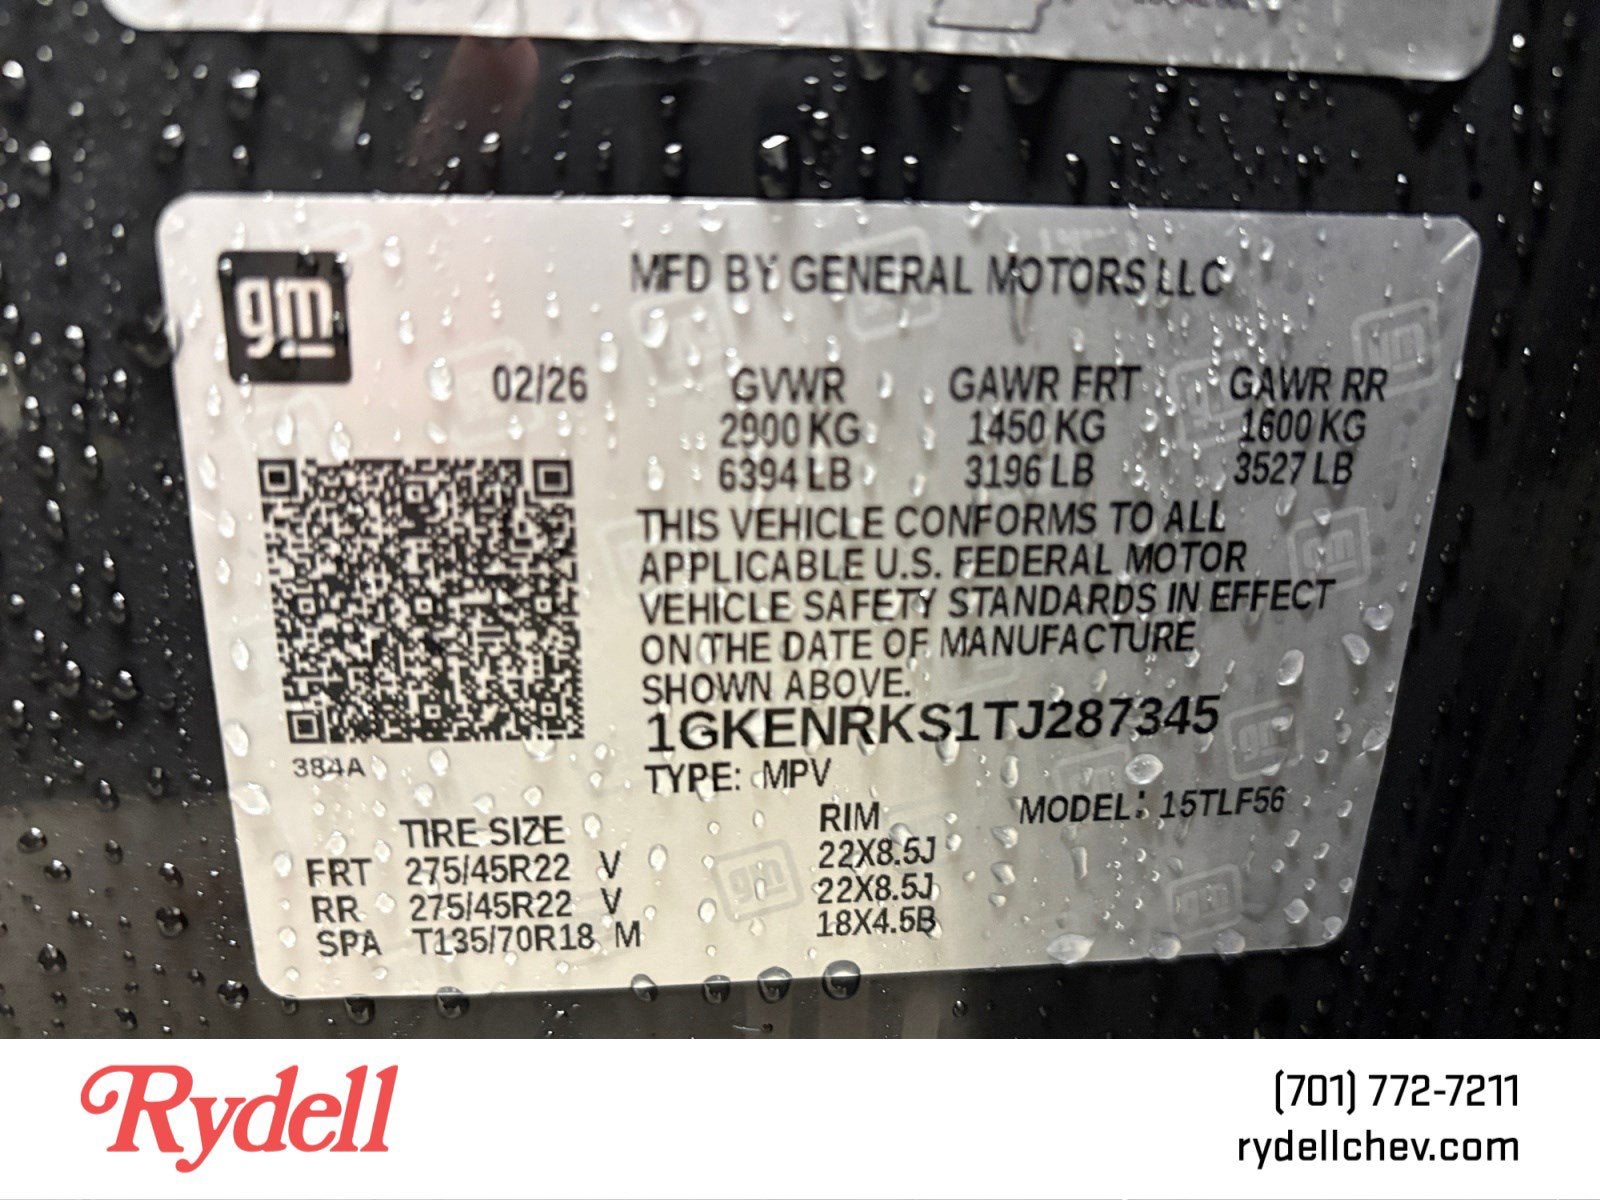 gm
MFD BY GENERAL MOTORS LLC
02/26 GVWR GAWR FRT GAWR RR
2900 KG 1450 KG 1600 KG
6394 LB 3196 LB 3527 LB
THIS VEHICLE CONFORMS TO ALL
APPLICABLE U.S. FEDERAL MOTOR
VEHICLE SAFETY STANDARDS IN EFFECT
ON THE DATE OF MANUFACTURE
SHOWN ABOVE.
1GKENRKS1TJ287345
384A
TYPE: MPV
MODEL: 15TLF56
TIRE SIZE RIM
FRT 275/45R22 V 22X8.5J
RR 275/45R22 V 22X8.5J
SPA T135/70R18 M 18X4.5B
Rydell
(701) 772-7211
rydellchev.com